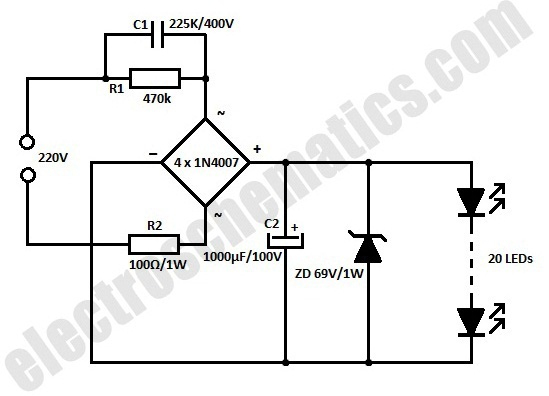 C1 225K/400V
R1
470k
~
220V
–
4 x 1N4007
+
~
R2
100Ω/1W
C2
+
1000µF/100V
ZD 69V/1W
20 LEDs
electroschematics.com